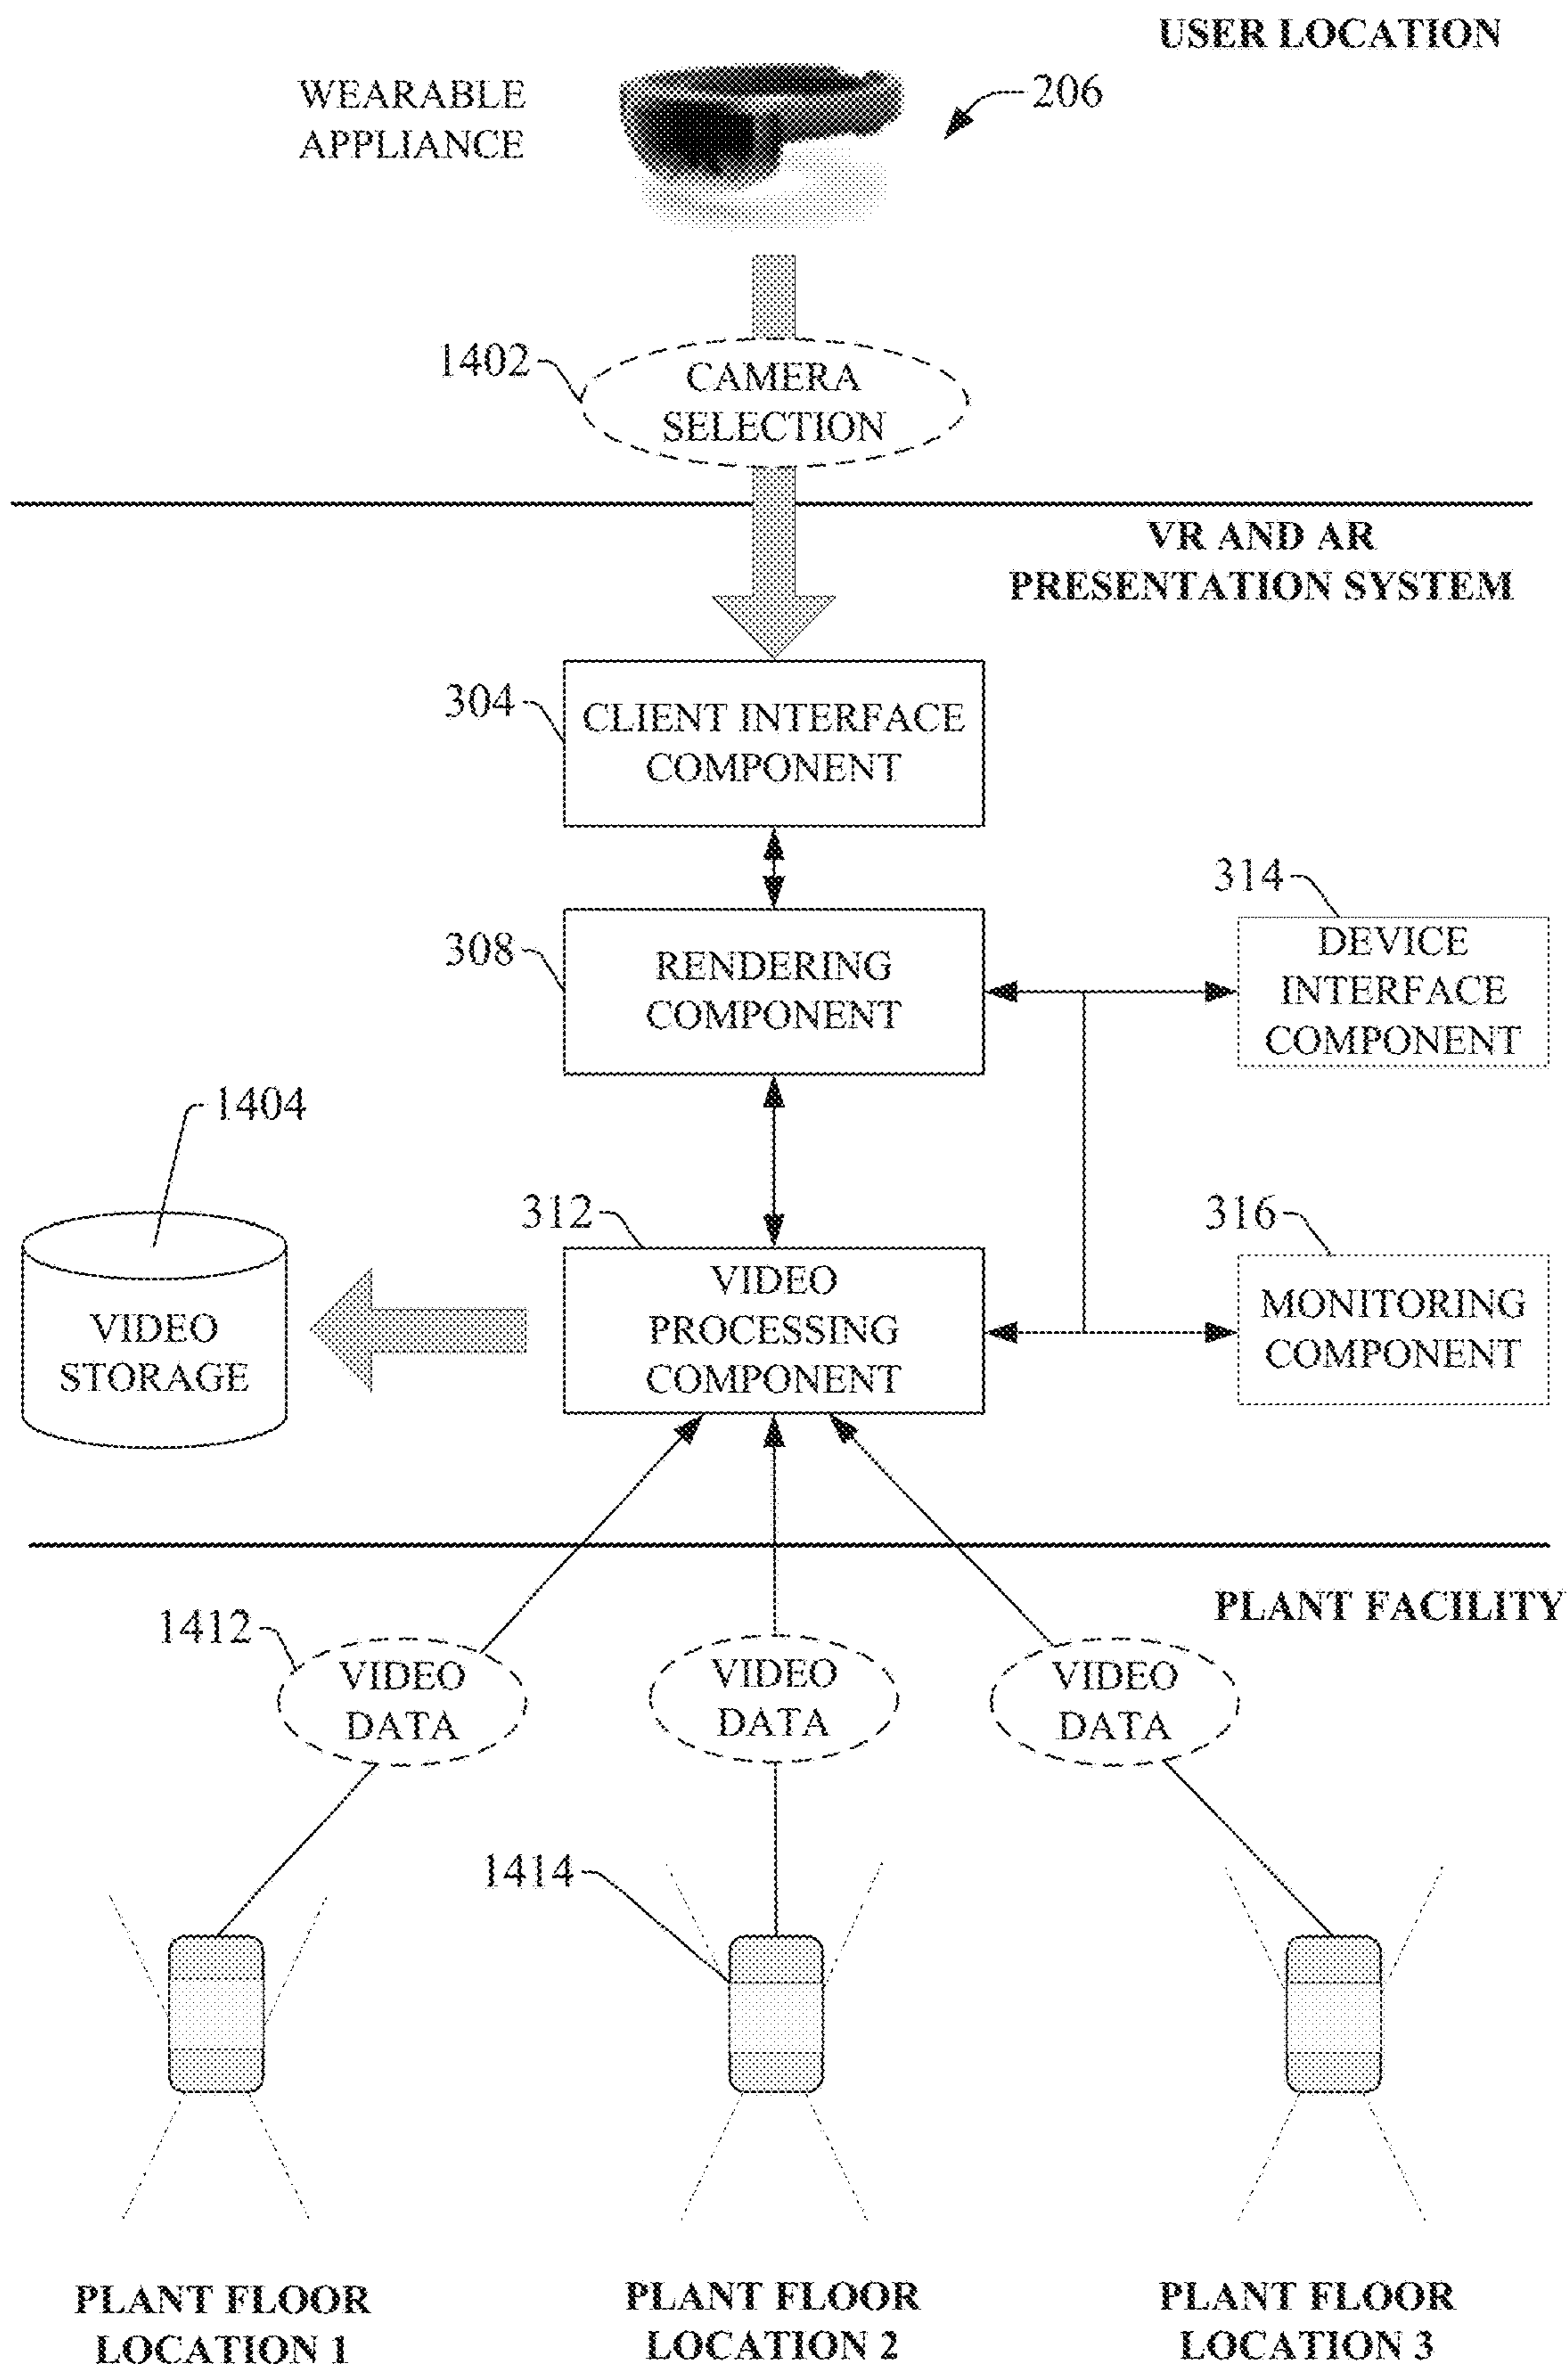 USER LOCATION
WEARABLE
APPLIANCE
206
1402
CAMERA
SELECTION
VR AND AR
PRESENTATION SYSTEM
304
CLIENT INTERFACE
COMPONENT
314
308
RENDERING
COMPONENT
DEVICE
INTERFACE
COMPONENT
1404
312
316
VIDEO
STORAGE
VIDEO
PROCESSING
COMPONENT
MONITORING
COMPONENT
PLANT FACILITY
1412
VIDEO
DATA
VIDEO
DATA
VIDEO
DATA
1414
PLANT FLOOR
LOCATION 1
PLANT FLOOR
LOCATION 2
PLANT FLOOR
LOCATION 3